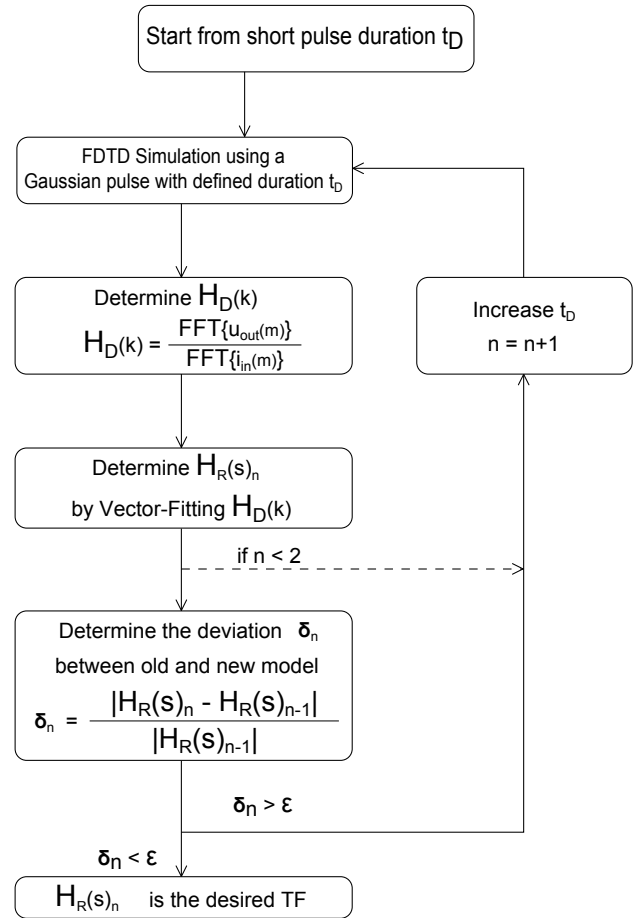 Start from short pulse duration tD
FDTD Simulation using a
Gaussian pulse with defined duration tD
Determine HD(k)
HD(k) = FFT{uout(m)} / FFT{iin(m)}
Increase tD
n = n+1
Determine HR(s)n
by Vector-Fitting HD(k)
if n < 2
Determine the deviation δn
between old and new model
δn = |HR(s)n - HR(s)n-1| / |HR(s)n-1|
δn > ε
δn < ε
HR(s)n is the desired TF